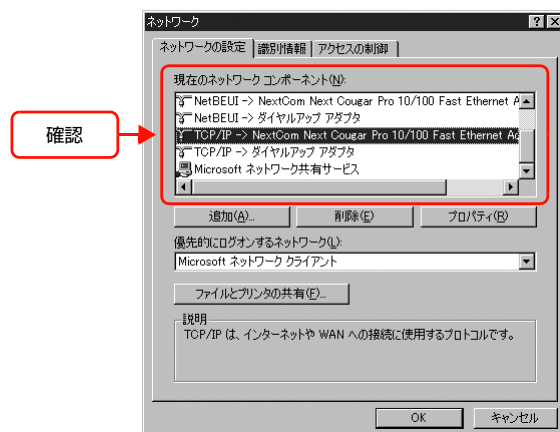 ネットワーク
ネットワークの設定 識別情報 アクセスの制御
現在のネットワーク コンポーネント(N):
NetBEUI -> NextCom Next Cougar Pro 10/100 Fast Ethernet A
NetBEUI -> ダイヤルアップ アダプタ
確認
TCP/IP -> NextCom Next Cougar Pro 10/100 Fast Ethernet Ac
TCP/IP -> ダイヤルアップ アダプタ
Microsoft ネットワーク共有サービス
追加(A)... 削除(E) プロパティ(R)
優先的にログオンするネットワーク(L):
Microsoft ネットワーク クライアント
ファイルとプリンタの共有(F)...
説明
TCP/IP は、インターネットや WAN への接続に使用するプロトコルです。
OK キャンセル